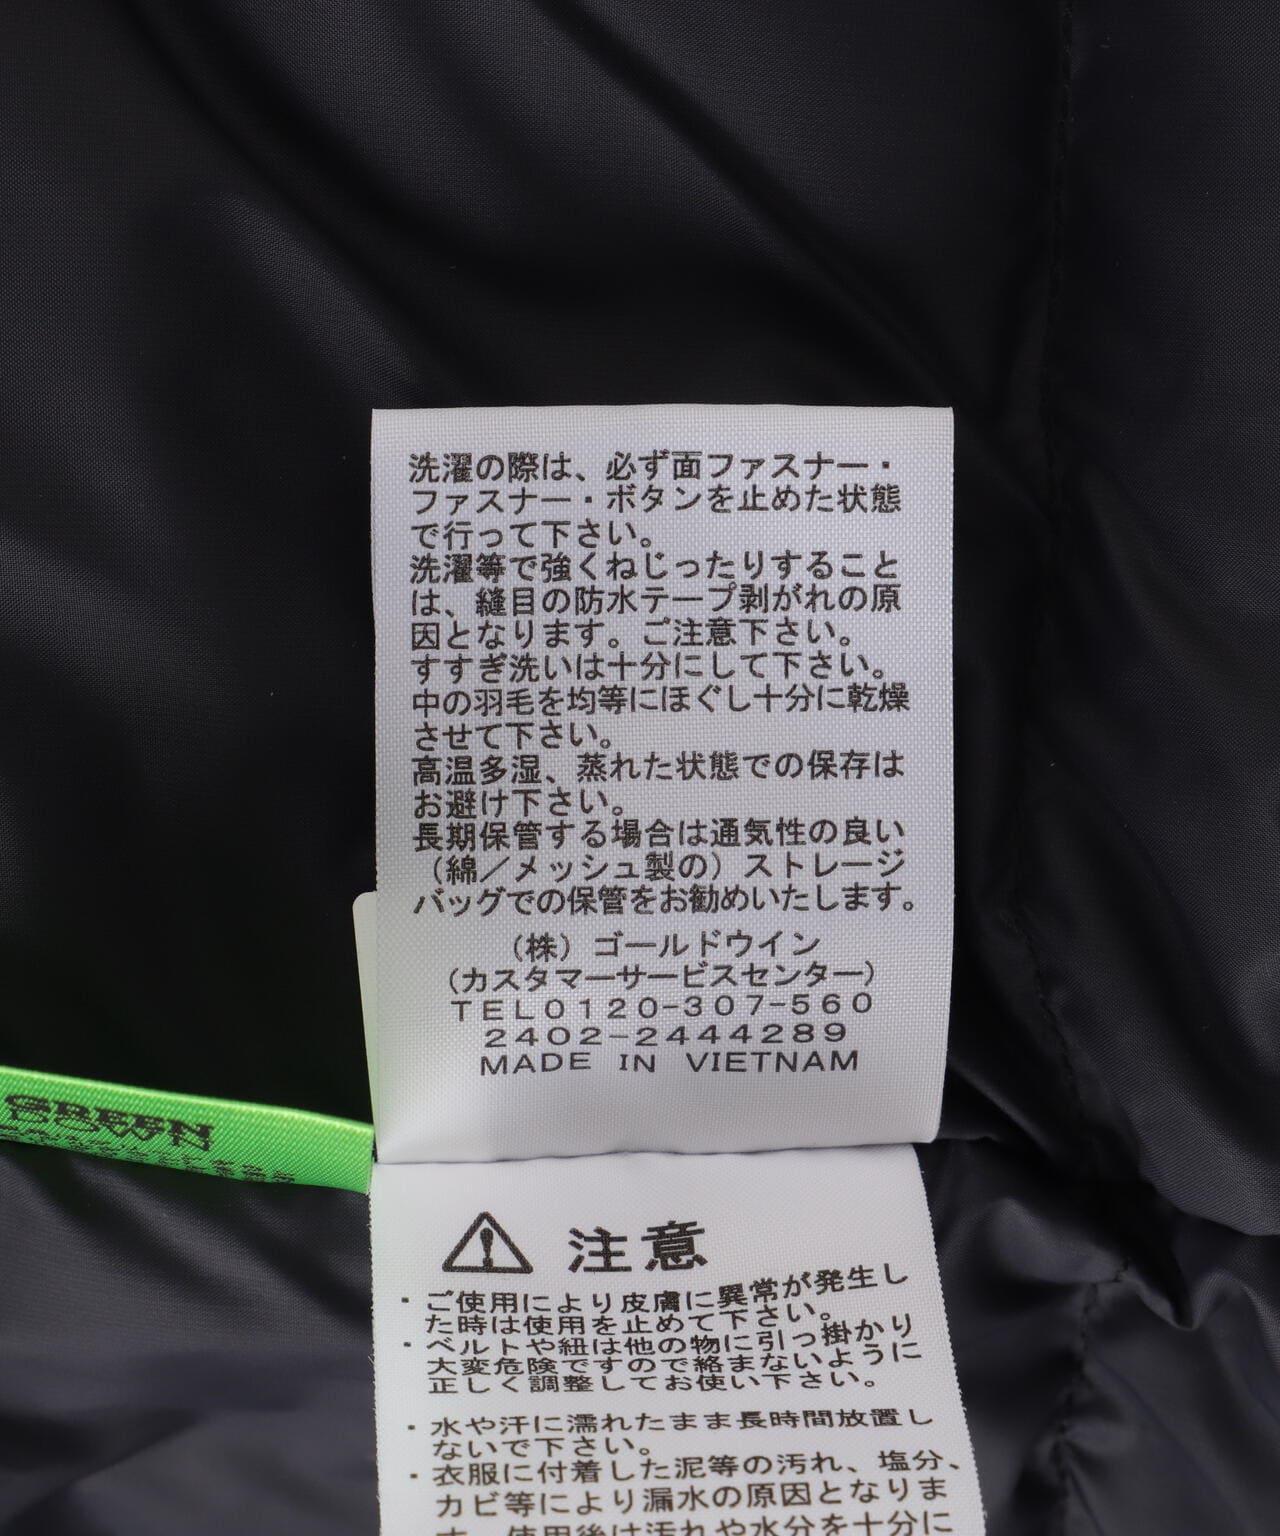 洗濯の際は、必ず面ファスナー・
ファスナー・ボタンを止めた状態
で行って下さい。
洗濯等で強くねじったりすること
は、縫目の防水テープ剥がれの原
因となります。ご注意下さい。
すすぎ洗いは十分にして下さい。
中の羽毛を均等にほぐし十分に乾燥
させて下さい。
高温多湿、蒸れた状態での保存は
お避け下さい。
長期保管する場合は通気性の良い
（綿／メッシュ製の）ストレージ
バッグでの保管をお勧めいたします。
（株）ゴールドウイン
（カスタマーサービスセンター）
TEL0120-307-560
2402-2444289
MADE IN VIETNAM
GREEN
DOWN
注意
・ご使用により皮膚に異常が発生し
た時は使用を止めて下さい。
・ベルトや紐は他の物に引っ掛かり
大変危険ですので絡まないように
正しく調整してお使い下さい。
・水や汗に濡れたまま長時間放置し
ないで下さい。
・衣服に付着した泥等の汚れ、塩分、
カビ等により漏水の原因となりま
す。使用後は汚れや水分を十分に